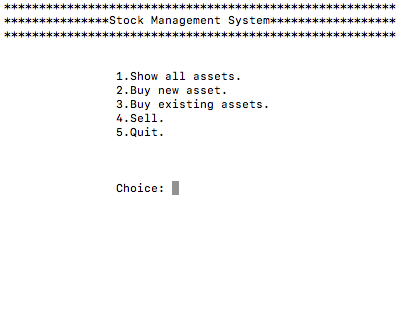 ********************************************************
***************Stock Management System******************
********************************************************
1.Show all assets.
2.Buy new asset.
3.Buy existing assets.
4.Sell.
5.Quit.
Choice: